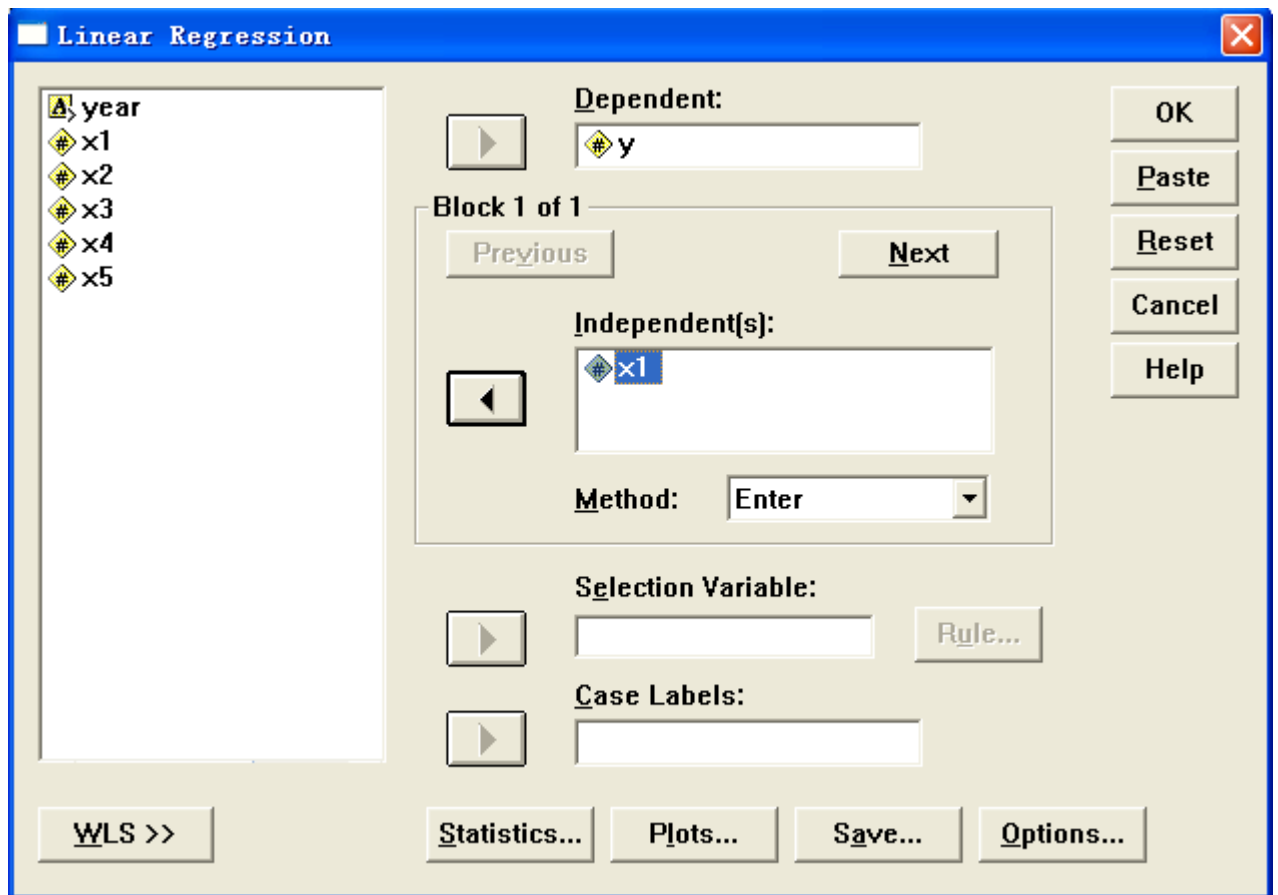 Linear Regression
year
x1
x2
x3
x4
x5
Dependent:
y
Block 1 of 1
Previous
Next
Independent(s):
x1
Method:
Enter
Selection Variable:
Rule...
Case Labels:
OK
Paste
Reset
Cancel
Help
WLS >>
Statistics...
Plots...
Save...
Options...